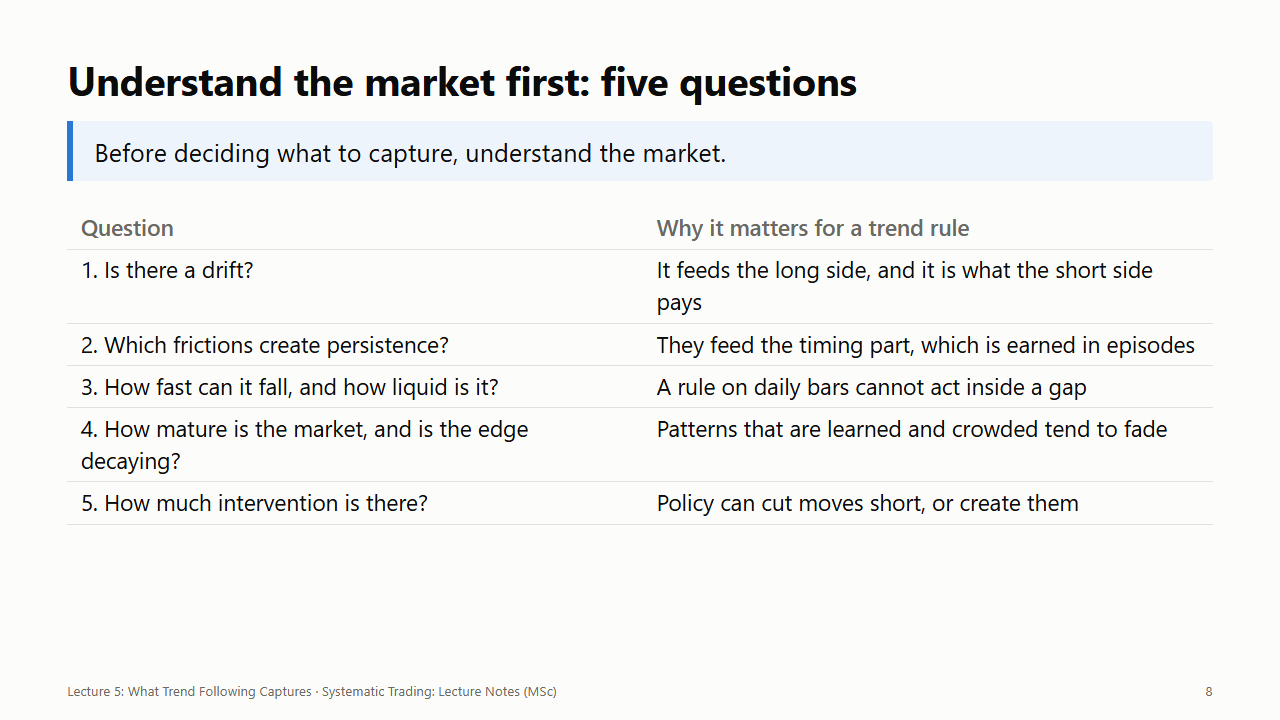 Understand the market first: five questions
Before deciding what to capture, understand the market.
Question
Why it matters for a trend rule
1. Is there a drift?
It feeds the long side, and it is what the short side
pays
2. Which frictions create persistence?
They feed the timing part, which is earned in episodes
3. How fast can it fall, and how liquid is it?
A rule on daily bars cannot act inside a gap
4. How mature is the market, and is the edge
decaying?
Patterns that are learned and crowded tend to fade
5. How much intervention is there?
Policy can cut moves short, or create them
Lecture 5: What Trend Following Captures · Systematic Trading: Lecture Notes (MSc)
8